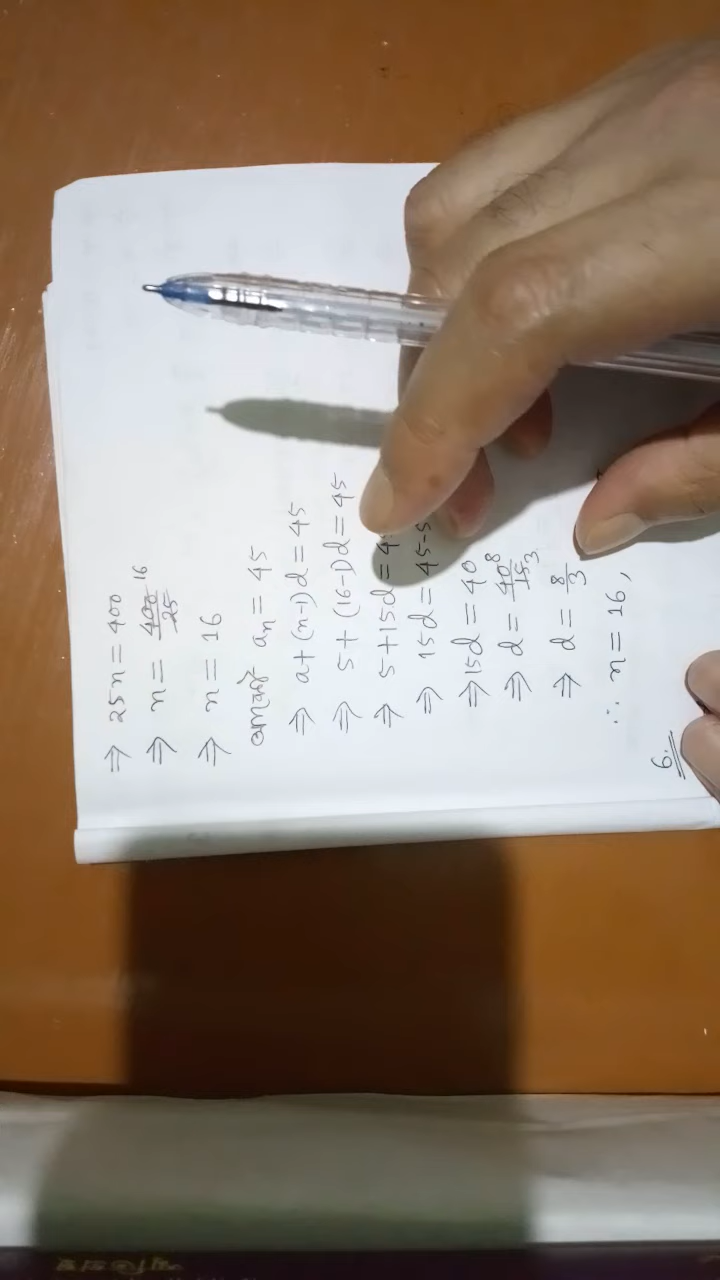 ⇒ 25n = 400
⇒ n = 400/25 16
⇒ n = 16
aₙ = 45
⇒ a + (n-1)d = 45
⇒ 5 + (16-1)d = 45
⇒ 5 + 15d = 4
⇒ 15d = 45-5
⇒ 15d = 40
⇒ d = 40/15 8 3
⇒ d = 8/3
∴ n = 16,
6.